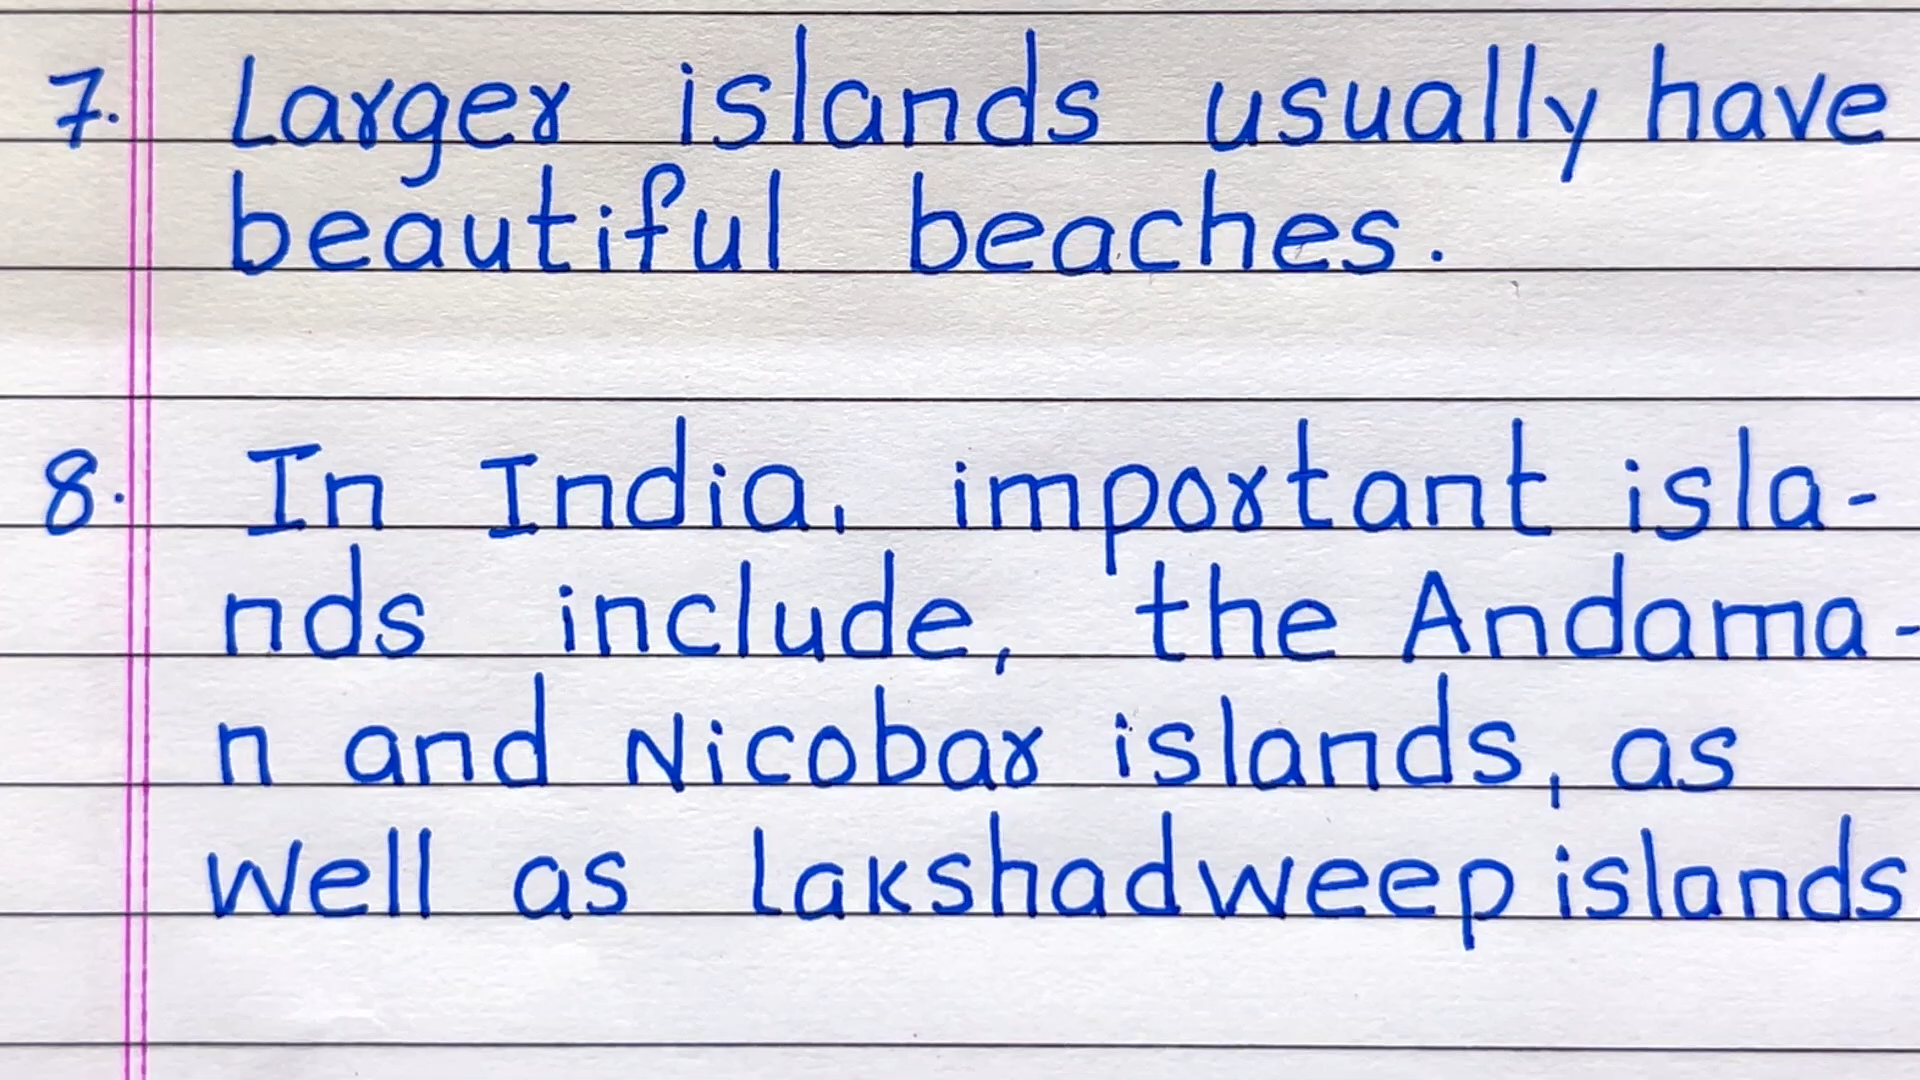 7. Larger islands usually have
beautiful beaches.
8. In India, important isla-
nds include, the Andama-
n and Nicobar islands, as
well as Lakshadweep islands